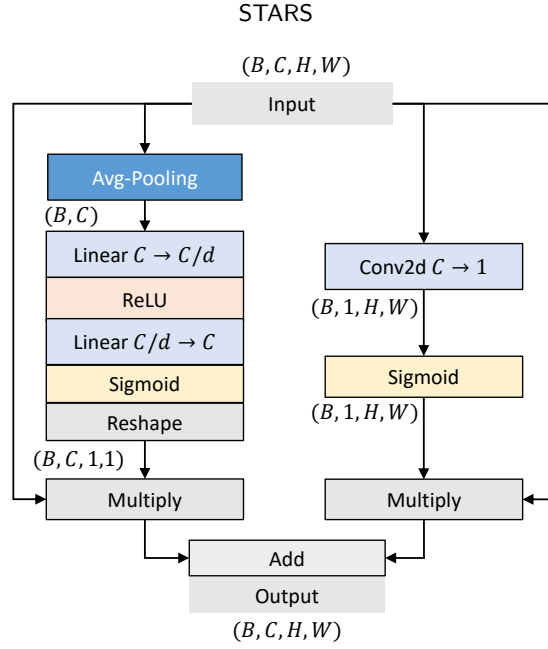 STARS
(B, C, H, W)
Input
Avg-Pooling
(B, C)
Linear C → C/d
ReLU
Linear C/d → C
Sigmoid
Reshape
(B, C, 1,1)
Multiply
Conv2d C → 1
(B, 1, H, W)
Sigmoid
(B, 1, H, W)
Multiply
Add
Output
(B, C, H, W)